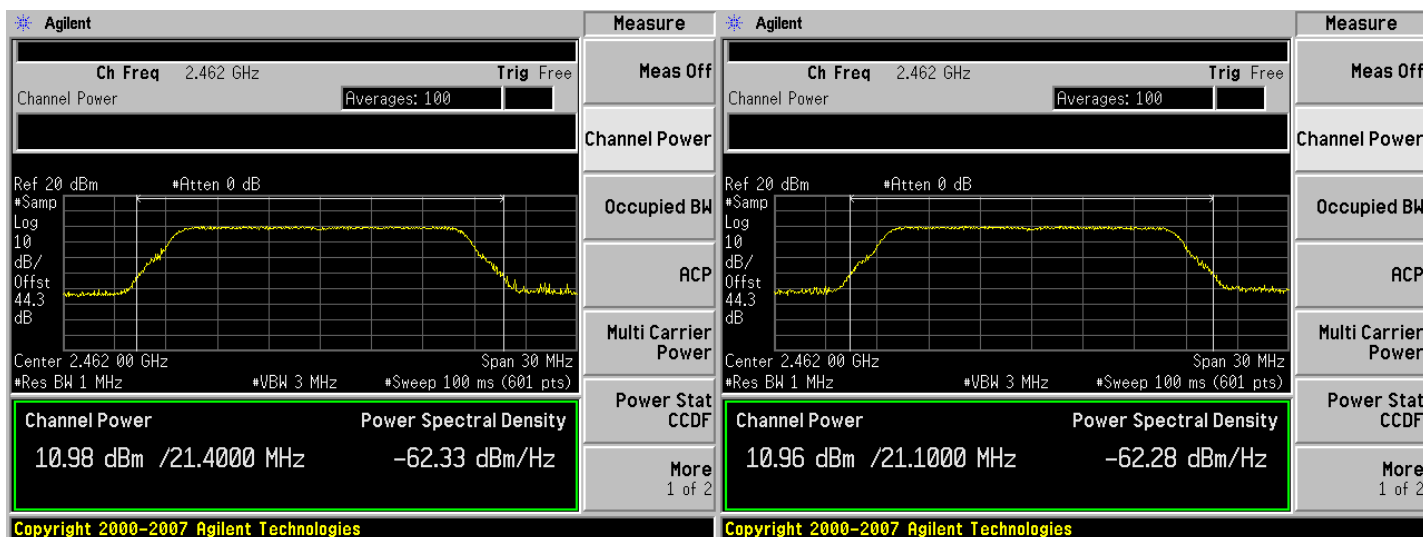 Agilent
Measure
Ch Freq 2.462 GHz Trig Free
Meas Off
Channel Power Averages: 100
Channel Power
Ref 20 dBm #Atten 0 dB
#Samp
Log
10
dB/
Offst
44.3
dB
Occupied BW
ACP
Multi Carrier
Power
Center 2.462 00 GHz Span 30 MHz
#Res BW 1 MHz #VBW 3 MHz #Sweep 100 ms (601 pts)
Power Stat
CCDF
Channel Power Power Spectral Density
10.98 dBm /21.4000 MHz -62.33 dBm/Hz
More
1 of 2
Copyright 2000-2007 Agilent Technologies
Agilent
Measure
Ch Freq 2.462 GHz Trig Free
Meas Off
Channel Power Averages: 100
Channel Power
Ref 20 dBm #Atten 0 dB
#Samp
Log
10
dB/
Offst
44.3
dB
Occupied BW
ACP
Multi Carrier
Power
Center 2.462 00 GHz Span 30 MHz
#Res BW 1 MHz #VBW 3 MHz #Sweep 100 ms (601 pts)
Power Stat
CCDF
Channel Power Power Spectral Density
10.96 dBm /21.1000 MHz -62.28 dBm/Hz
More
1 of 2
Copyright 2000-2007 Agilent Technologies